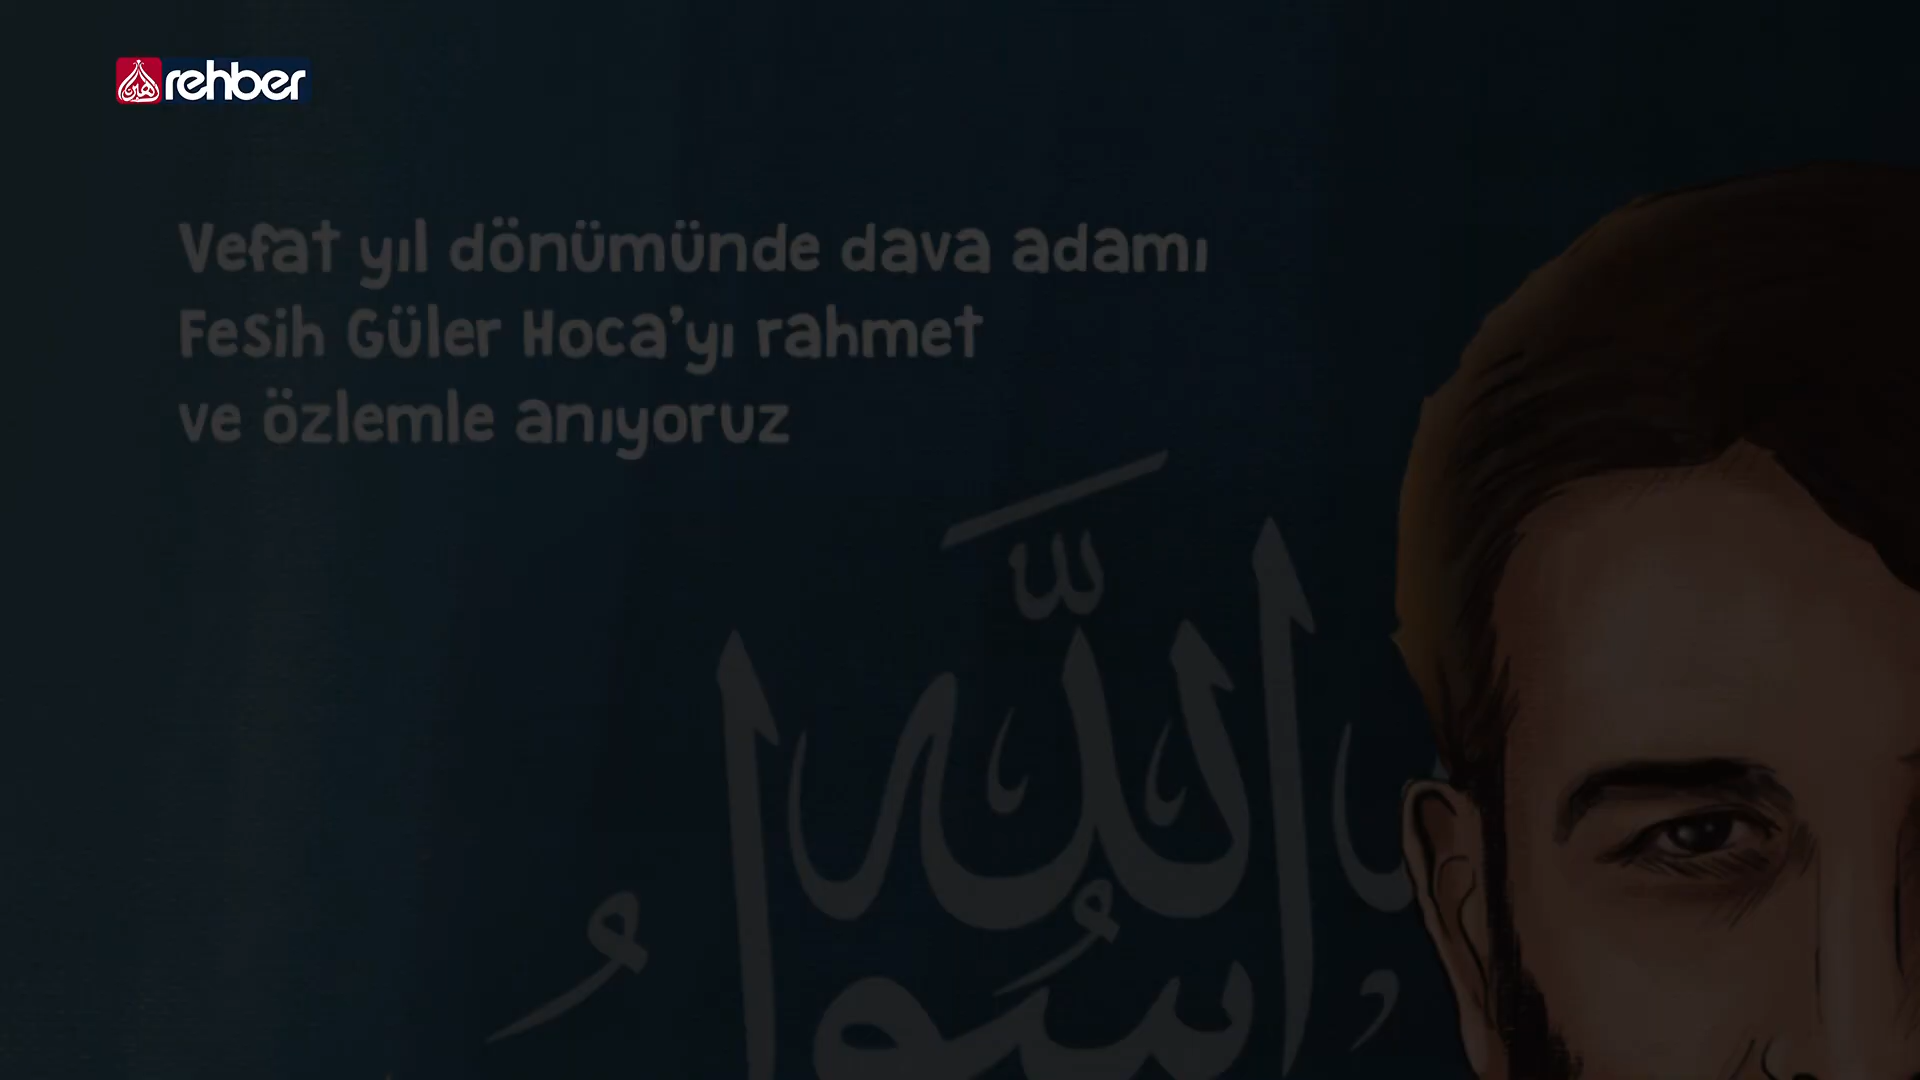 rehber
Vefat yıl dönümünde dava adamı
Fesih Güler Hoca'yı rahmet
ve özlemle anıyoruz